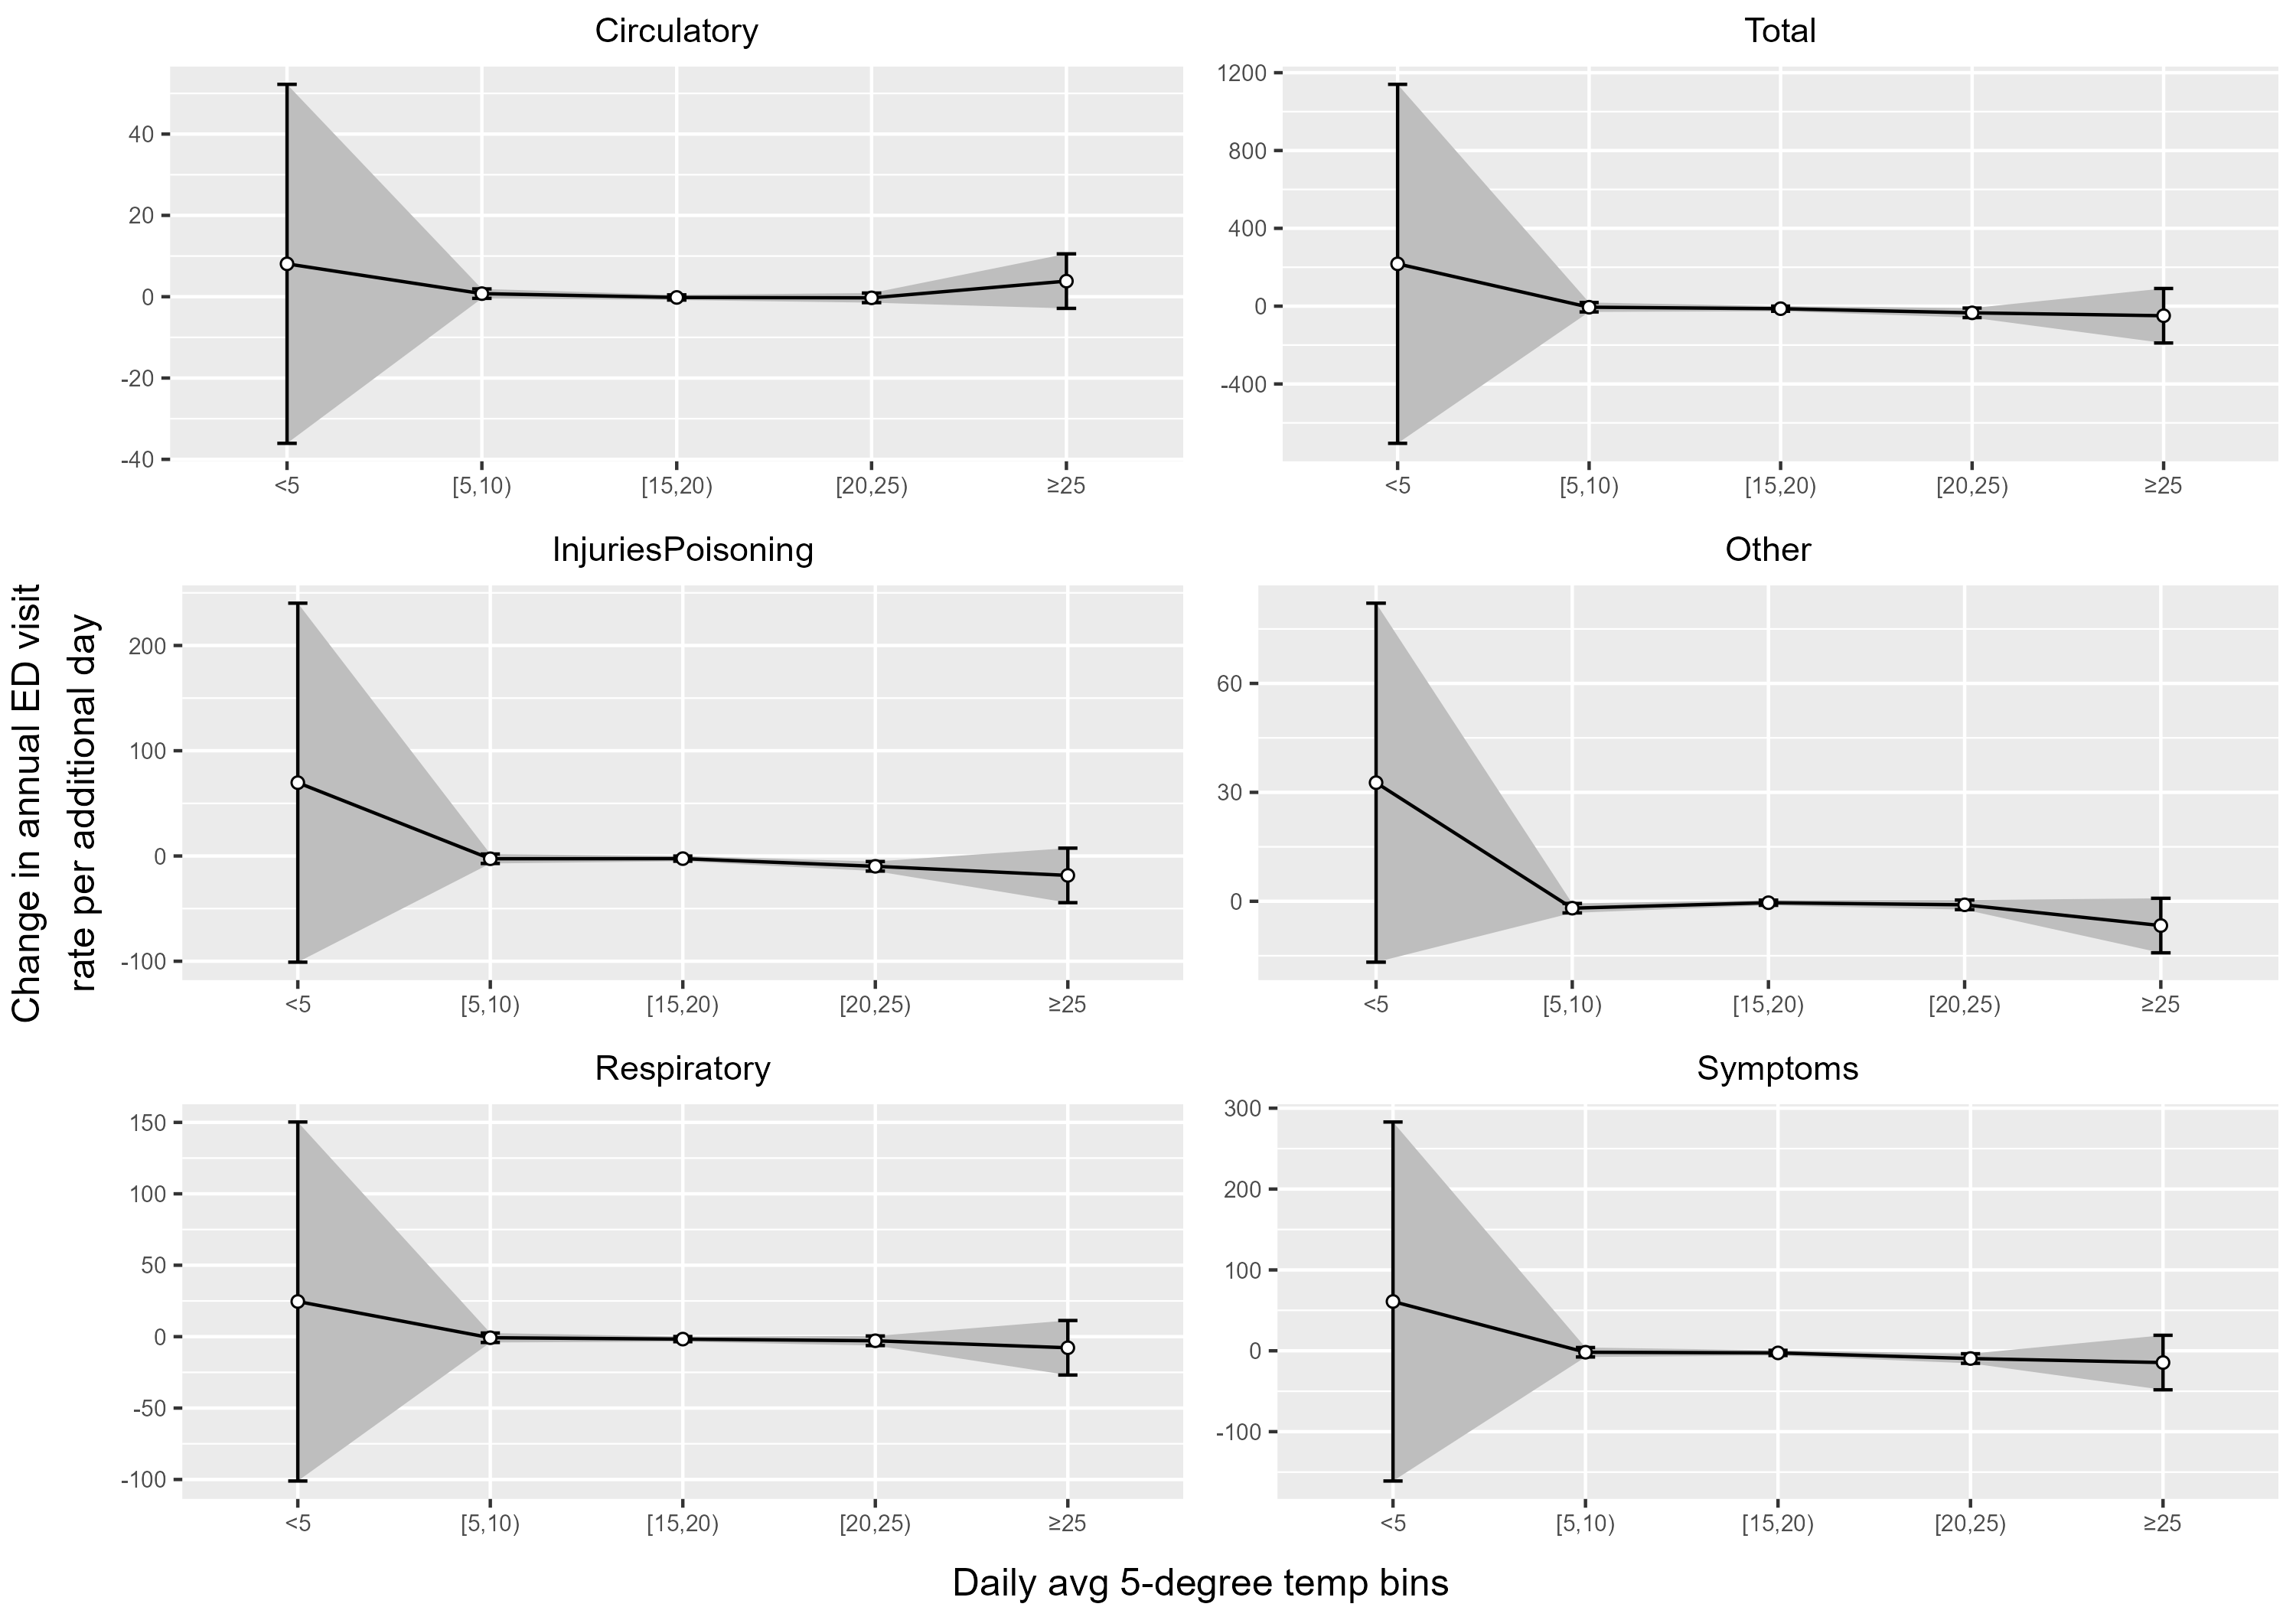 Circulatory
40
20
0
-20
-40
<5 [5,10) [15,20) [20,25) ≥25
Total
1200
800
400
0
-400
<5 [5,10) [15,20) [20,25) ≥25
Change in annual ED visit
rate per additional day
InjuriesPoisoning
200
100
0
-100
<5 [5,10) [15,20) [20,25) ≥25
Other
60
30
0
<5 [5,10) [15,20) [20,25) ≥25
Respiratory
150
100
50
0
-50
-100
<5 [5,10) [15,20) [20,25) ≥25
Symptoms
300
200
100
0
-100
<5 [5,10) [15,20) [20,25) ≥25
Daily avg 5-degree temp bins